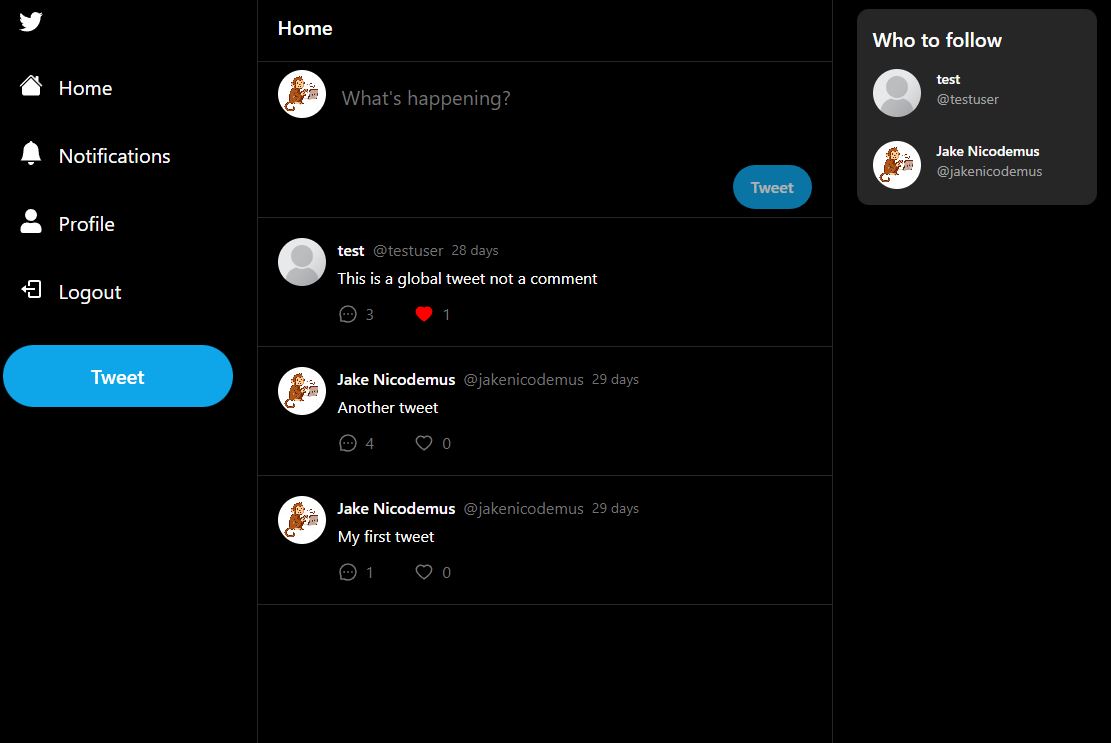 Home
Notifications
Profile
Logout
Tweet
Home
What's happening?
Tweet
test @testuser 28 days
This is a global tweet not a comment
3 1
Jake Nicodemus @jakenicodemus 29 days
Another tweet
4 0
Jake Nicodemus @jakenicodemus 29 days
My first tweet
1 0
Who to follow
test
@testuser
Jake Nicodemus
@jakenicodemus